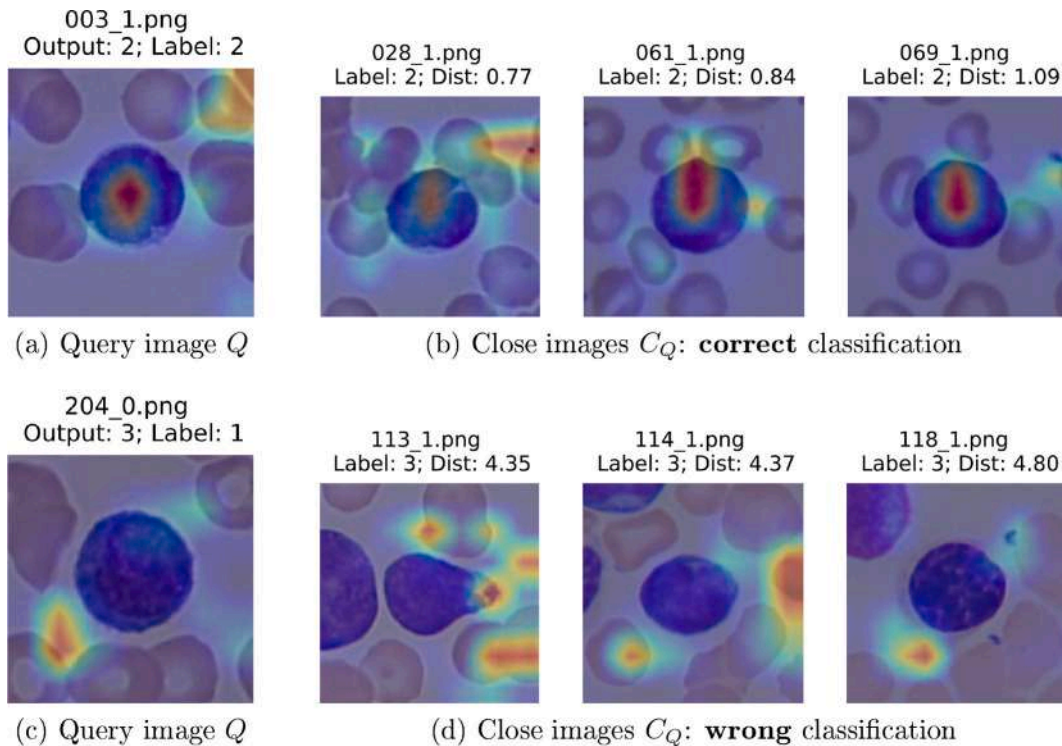 003_1.png
Output: 2; Label: 2
028_1.png
Label: 2; Dist: 0.77
061_1.png
Label: 2; Dist: 0.84
069_1.png
Label: 2; Dist: 1.09
(a) Query image Q
(b) Close images C_Q: correct classification
204_0.png
Output: 3; Label: 1
113_1.png
Label: 3; Dist: 4.35
114_1.png
Label: 3; Dist: 4.37
118_1.png
Label: 3; Dist: 4.80
(c) Query image Q
(d) Close images C_Q: wrong classification